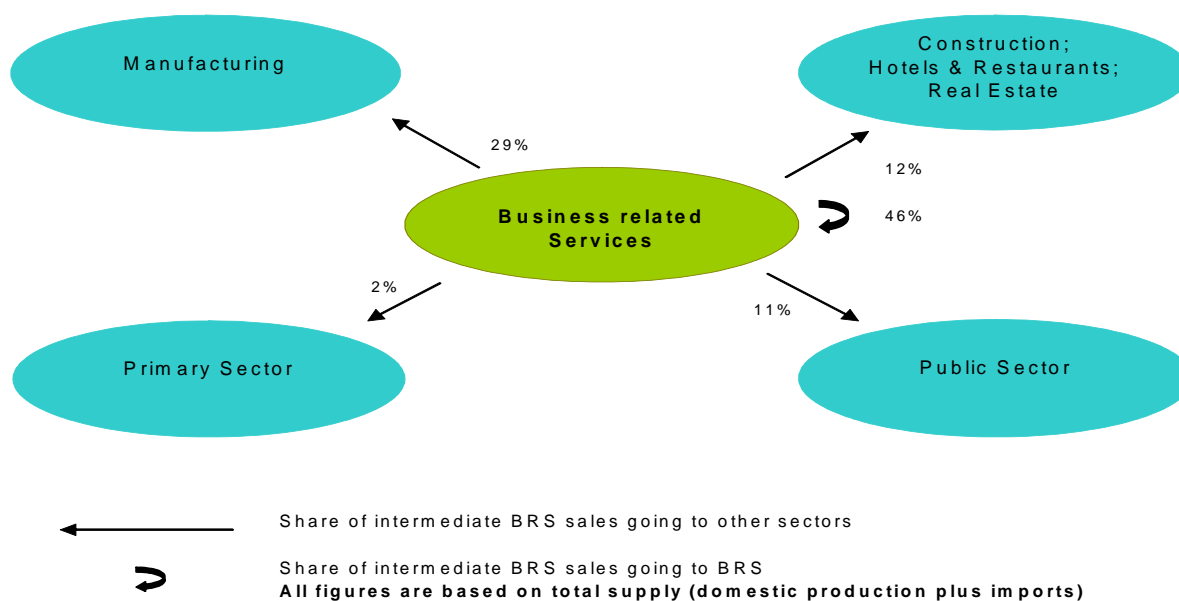 Manufacturing
Construction;
Hotels & Restaurants;
Real Estate
29%
12%
Business related
Services
46%
2%
11%
Primary Sector
Public Sector
Share of intermediate BRS sales going to other sectors
Share of intermediate BRS sales going to BRS
All figures are based on total supply (domestic production plus imports)